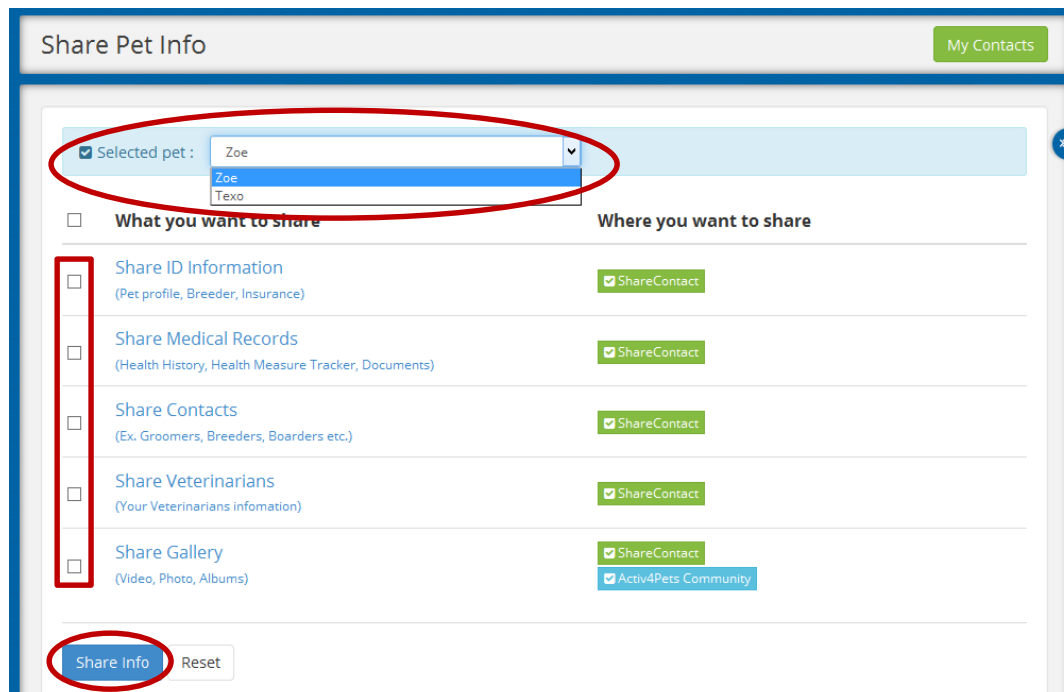 Share Pet Info
My Contacts
Selected pet :
Zoe
Zoe
Texo
What you want to share
Where you want to share
Share ID Information
(Pet profile, Breeder, Insurance)
ShareContact
Share Medical Records
(Health History, Health Measure Tracker, Documents)
ShareContact
Share Contacts
(Ex. Groomers, Breeders, Boarders etc.)
ShareContact
Share Veterinarians
(Your Veterinarians infomation)
ShareContact
Share Gallery
(Video, Photo, Albums)
ShareContact
Activ4Pets Community
Share Info
Reset